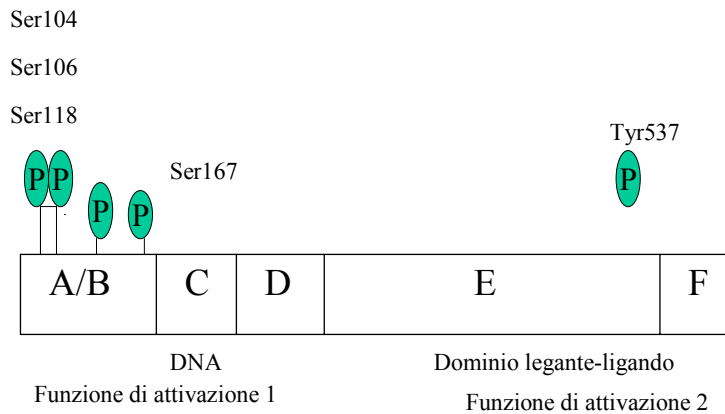 Ser104
Ser106
Ser118
Tyr537
Ser167
P P P P P
A/B C D E F
DNA Dominio legante-ligando
Funzione di attivazione 1 Funzione di attivazione 2